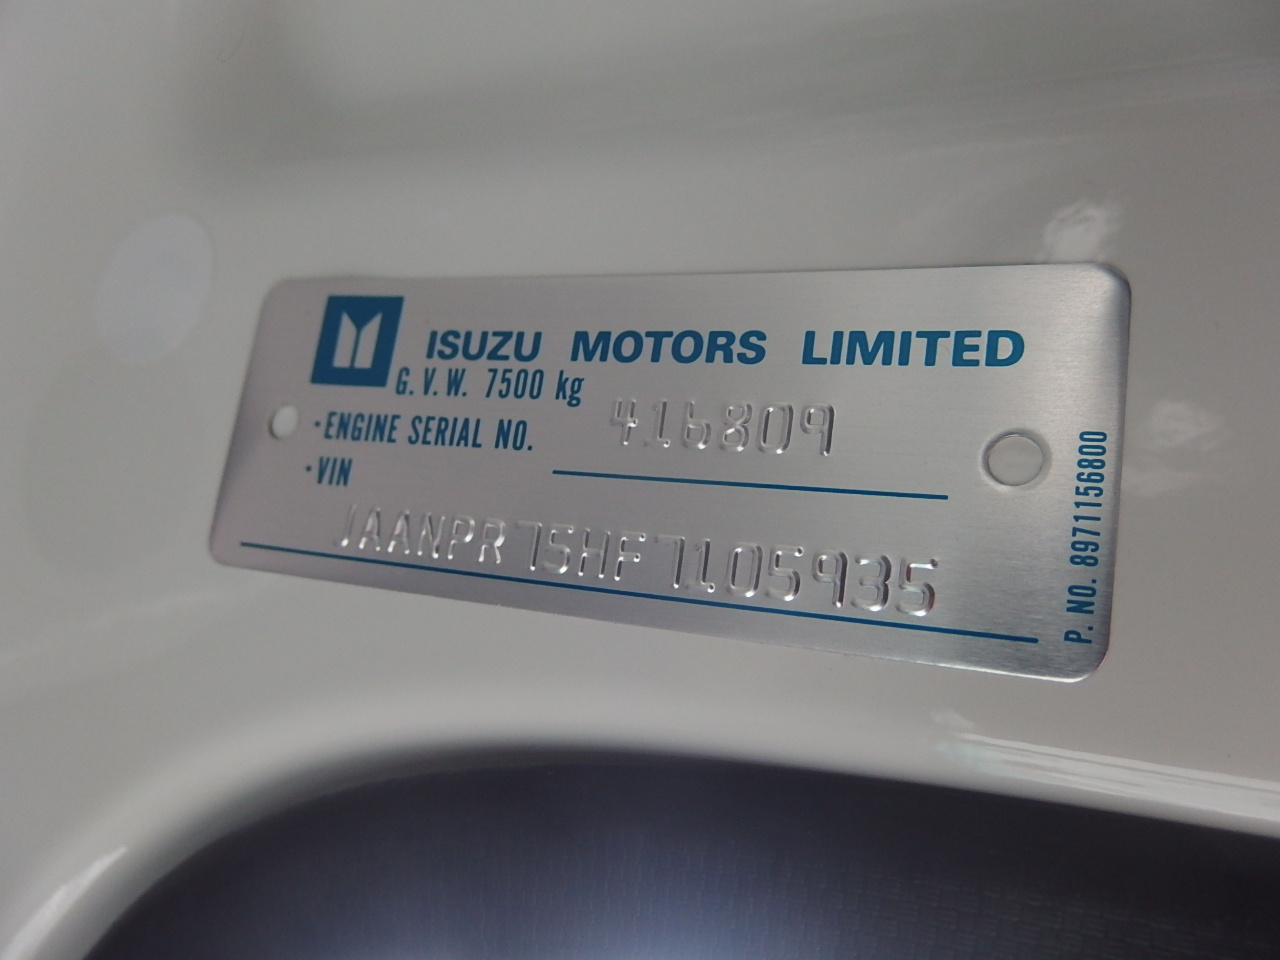 ISUZU MOTORS LIMITED
G.V.W. 7500 kg
·ENGINE SERIAL NO. 416809
·VIN
JAANPR75HF7105935
P. NO. 8971156800